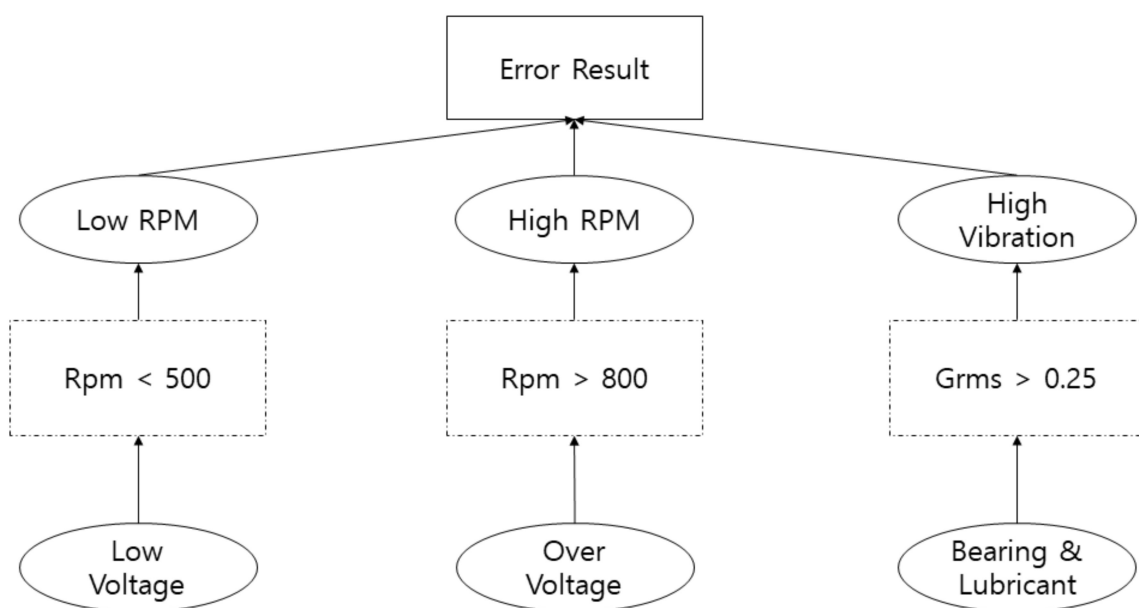 Error Result
Low RPM
High RPM
High
Vibration
Rpm < 500
Rpm > 800
Grms > 0.25
Low
Voltage
Over
Voltage
Bearing &
Lubricant